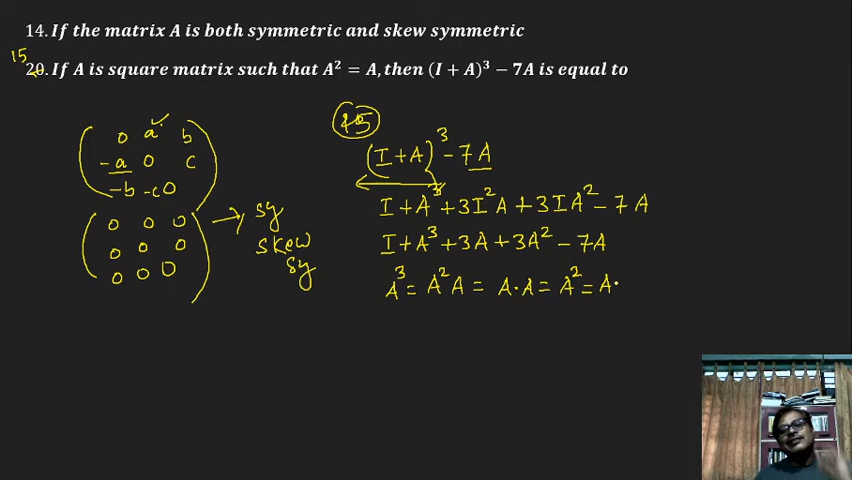 14. If the matrix A is both symmetric and skew symmetric
15
20. If A is square matrix such that A² = A, then (I + A)³ − 7A is equal to
0 a b
-a 0 c
-b -c 0
0 0 0
0 0 0
0 0 0
→ sy
skew
sy
15
(I + A)³ - 7A
I + A³ + 3I²A + 3IA² - 7A
I + A³ + 3A + 3A² - 7A
A³ = A²A = A·A = A² = A·